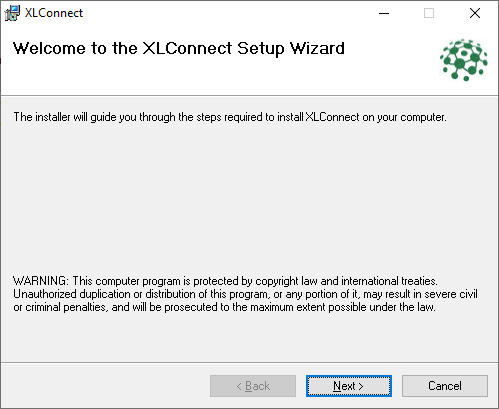 XLConnect
Welcome to the XLConnect Setup Wizard
The installer will guide you through the steps required to install XLConnect on your computer.
WARNING: This computer program is protected by copyright law and international treaties.
Unauthorized duplication or distribution of this program, or any portion of it, may result in severe civil
or criminal penalties, and will be prosecuted to the maximum extent possible under the law.
< Back
Next >
Cancel